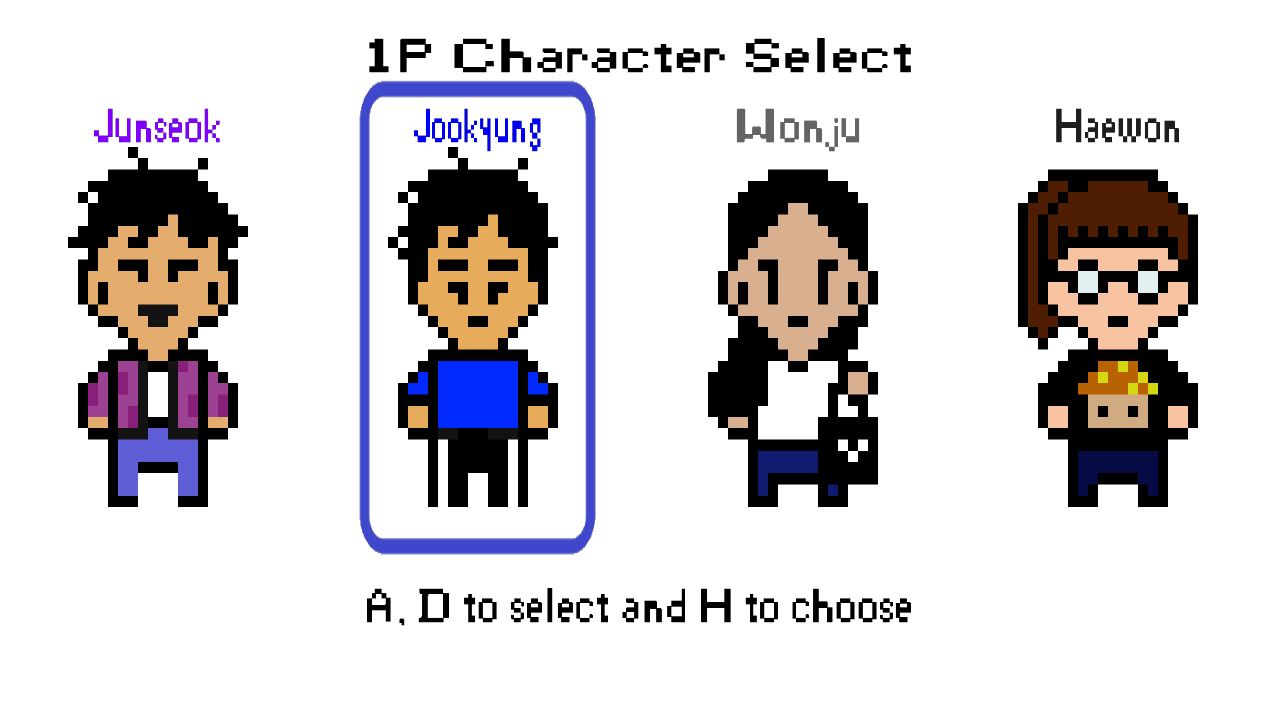 1P Character Select
Junseok
Jookyung
Wonju
Haewon
A, D to select and H to choose